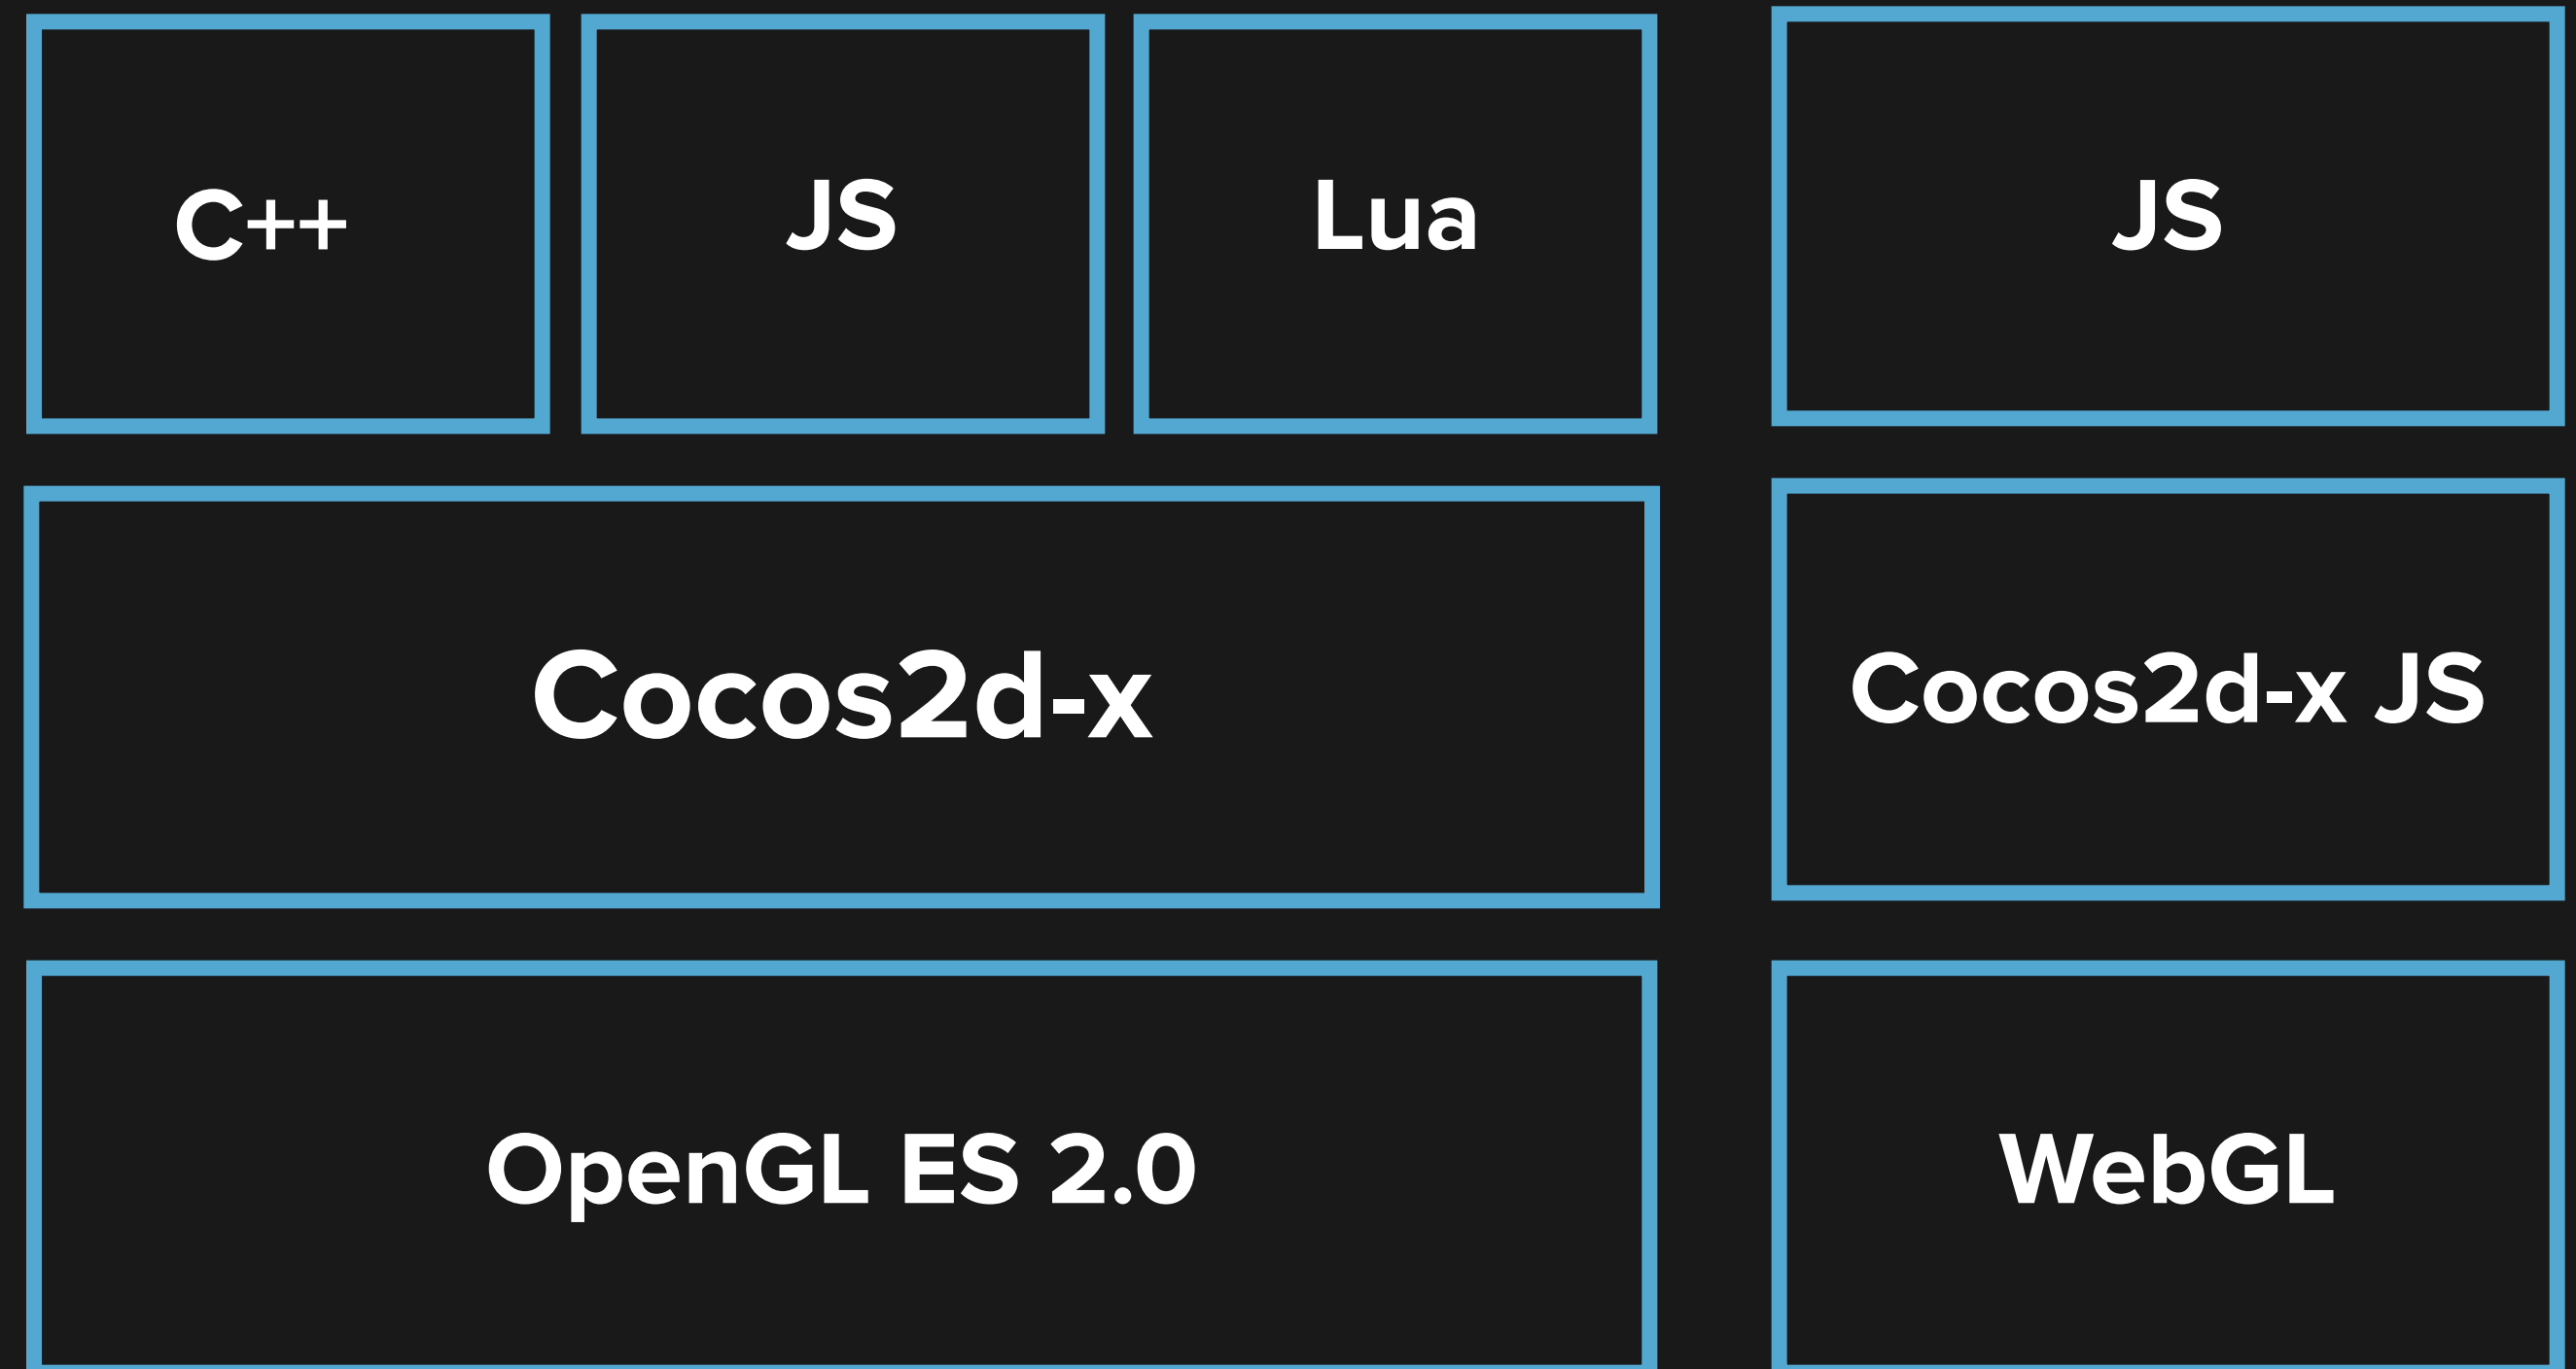 C++
JS
Lua
JS
Cocos2d-x
Cocos2d-x JS
OpenGL ES 2.0
WebGL